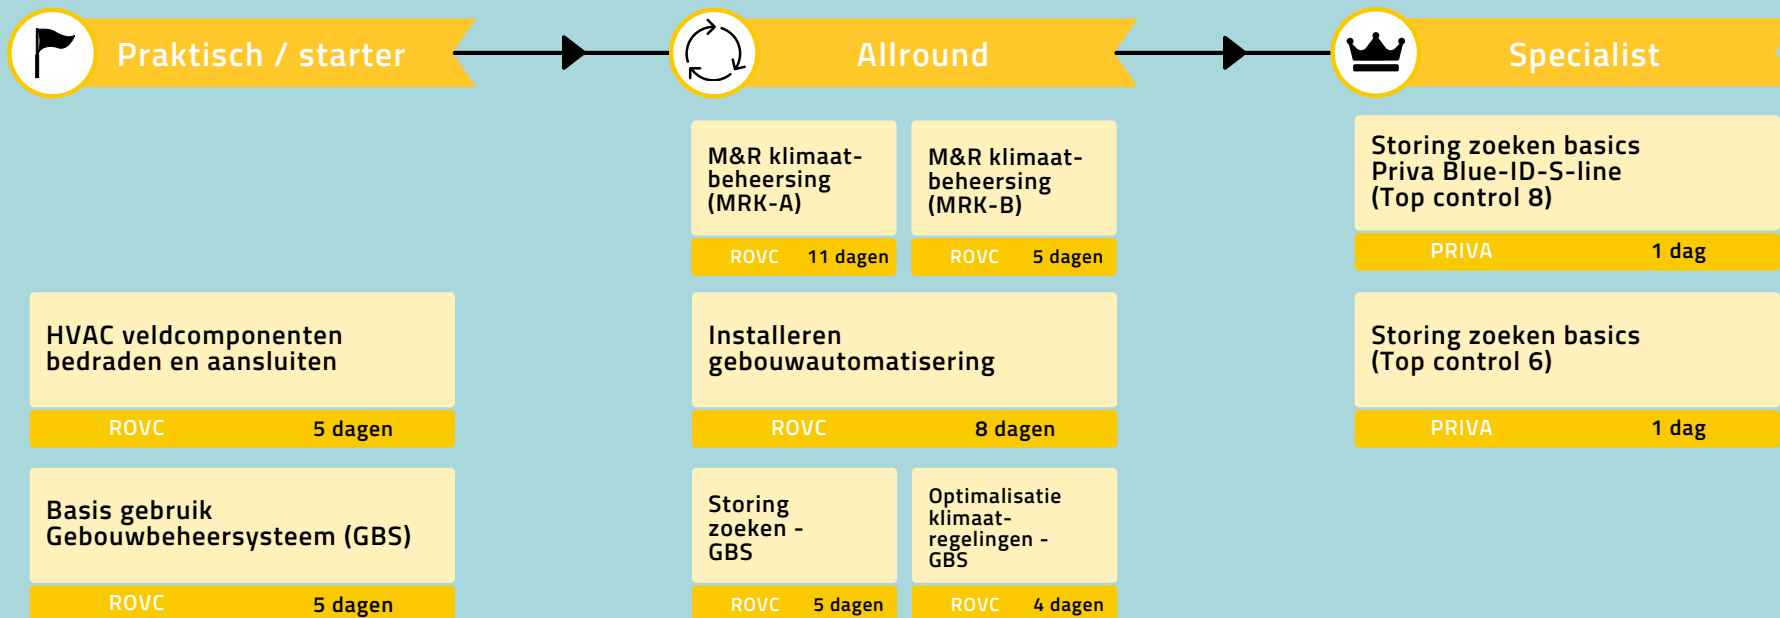 Praktisch / starter
Allround
Specialist
M&R klimaat-
beheersing
(MRK-A)
ROVC 11 dagen
M&R klimaat-
beheersing
(MRK-B)
ROVC 5 dagen
Storing zoeken basics
Priva Blue-ID-S-line
(Top control 8)
PRIVA 1 dag
HVAC veldcomponenten
bedraden en aansluiten
ROVC 5 dagen
Installeren
gebouwautomatisering
ROVC 8 dagen
Storing zoeken basics
(Top control 6)
PRIVA 1 dag
Basis gebruik
Gebouwbeheersysteem (GBS)
ROVC 5 dagen
Storing
zoeken -
GBS
ROVC 5 dagen
Optimalisatie
klimaat-
regelingen -
GBS
ROVC 4 dagen